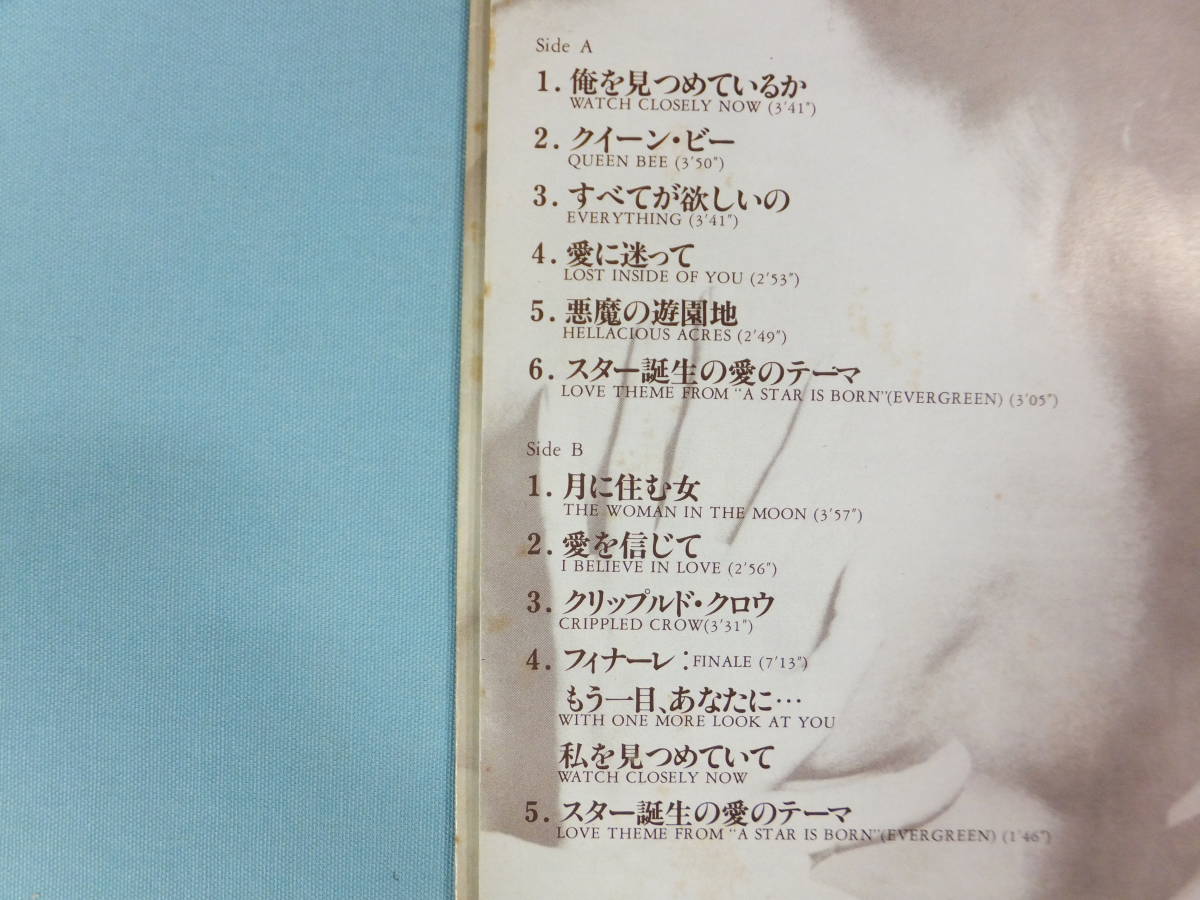 Side A
1. 俺を見つめているか
WATCH CLOSELY NOW (3'41")
2. クイーン・ビー
QUEEN BEE (3'50")
3. すべてが欲しいの
EVERYTHING (3'41")
4. 愛に迷って
LOST INSIDE OF YOU (2'53")
5. 悪魔の遊園地
HELLACIOUS ACRES (2'49")
6. スター誕生の愛のテーマ
LOVE THEME FROM "A STAR IS BORN"(EVERGREEN) (3'05")
Side B
1. 月に住む女
THE WOMAN IN THE MOON (3'57")
2. 愛を信じて
I BELIEVE IN LOVE (2'56")
3. クリップルド・クロウ
CRIPPLED CROW(3'31")
4. フィナーレ:FINALE (7'13")
もう一目、あなたに…
WITH ONE MORE LOOK AT YOU
私を見つめていて
WATCH CLOSELY NOW
5. スター誕生の愛のテーマ
LOVE THEME FROM "A STAR IS BORN"(EVERGREEN) (1'46")